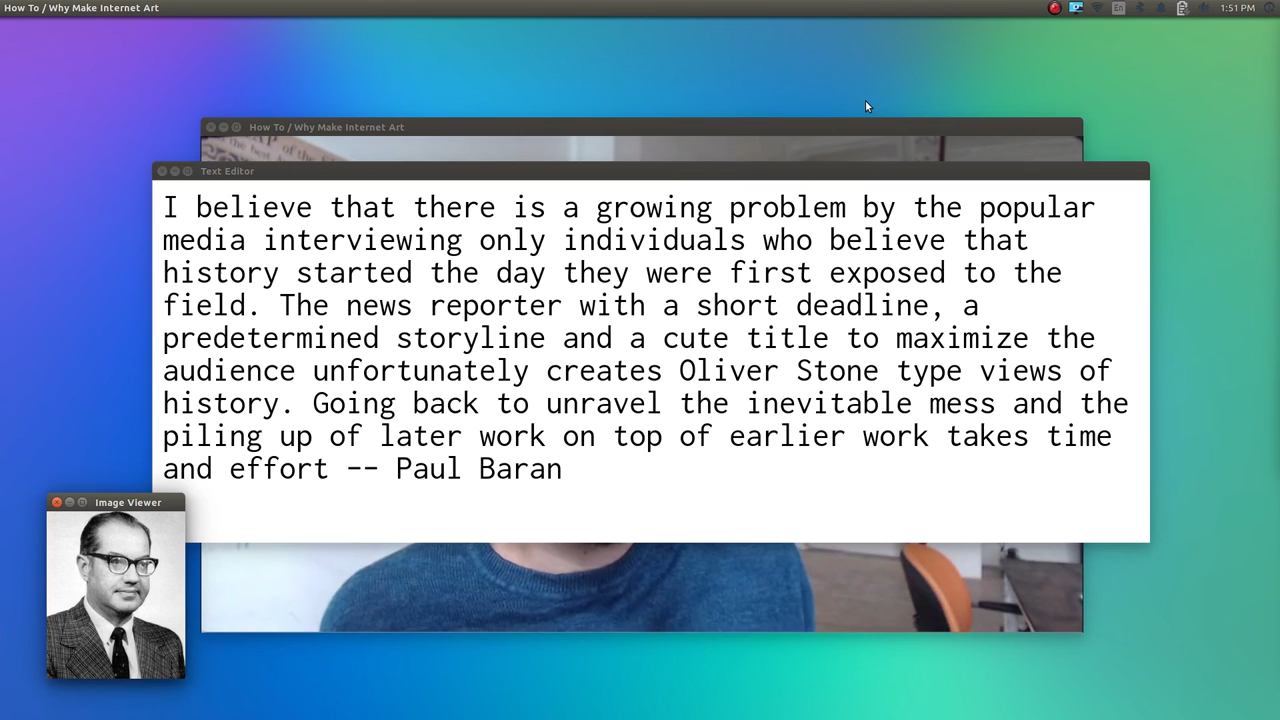 How To / Why Make Internet Art
En
1:51 PM
How To / Why Make Internet Art
Text Editor
I believe that there is a growing problem by the popular
media interviewing only individuals who believe that
history started the day they were first exposed to the
field. The news reporter with a short deadline, a
predetermined storyline and a cute title to maximize the
audience unfortunately creates Oliver Stone type views of
history. Going back to unravel the inevitable mess and the
piling up of later work on top of earlier work takes time
and effort -- Paul Baran
Image Viewer